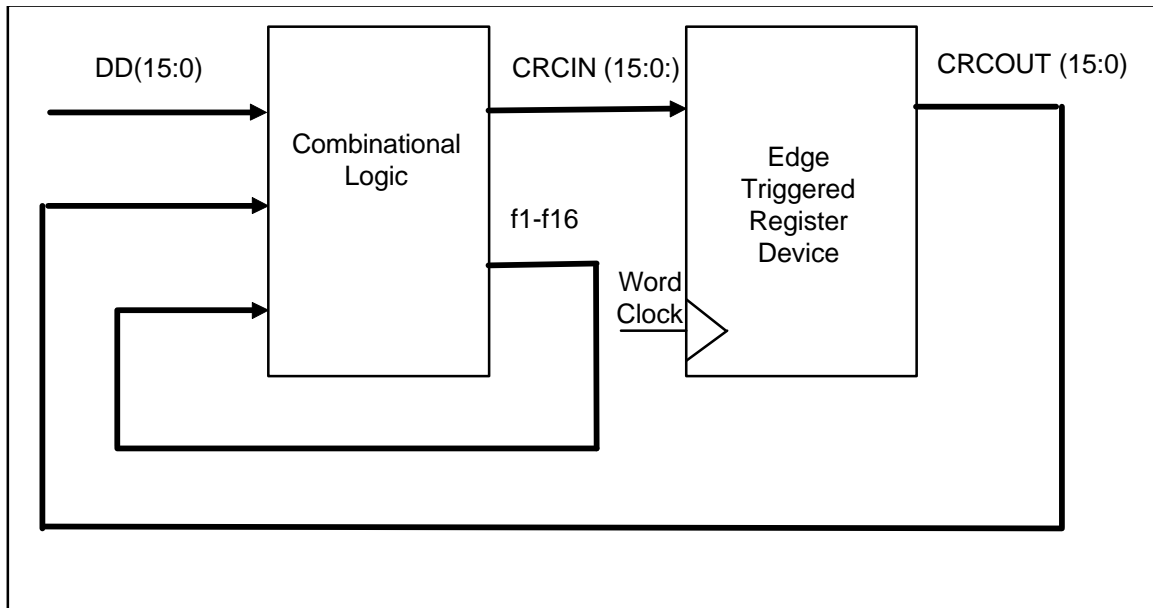 DD(15:0)
CRCIN (15:0:)
CRCOUT (15:0)
Combinational
Logic
Edge
Triggered
Register
Device
f1-f16
Word
Clock